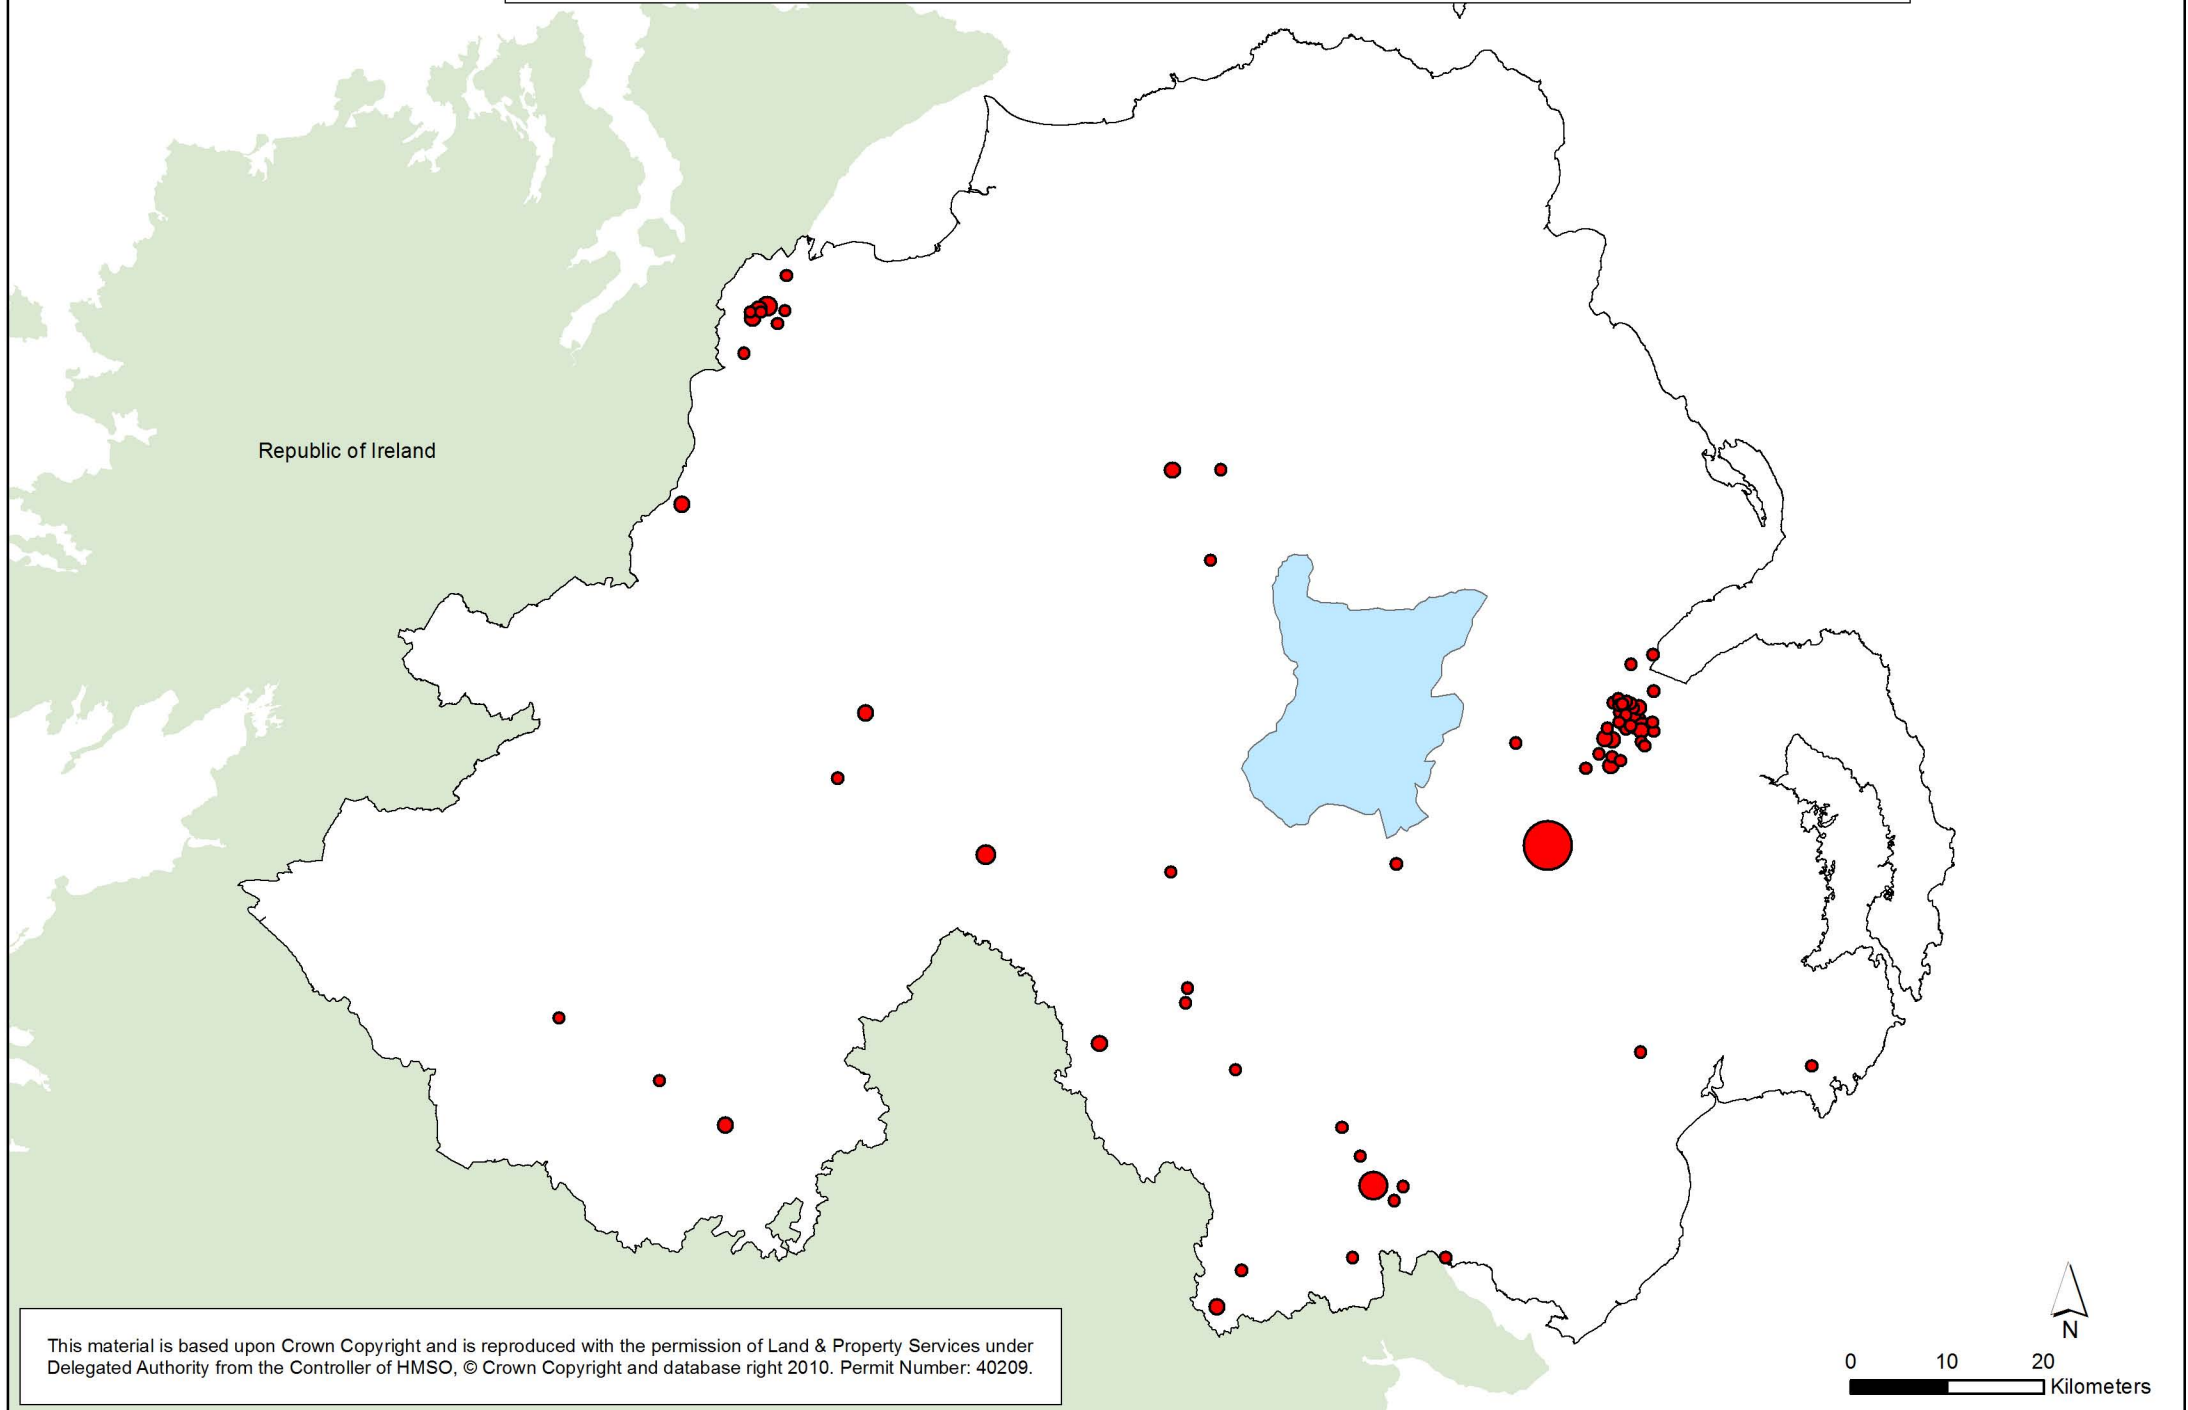 Republic of Ireland
This material is based upon Crown Copyright and is reproduced with the permission of Land & Property Services under
Delegated Authority from the Controller of HMSO, © Crown Copyright and database right 2010. Permit Number: 40209.
N
0 10 20
Kilometers